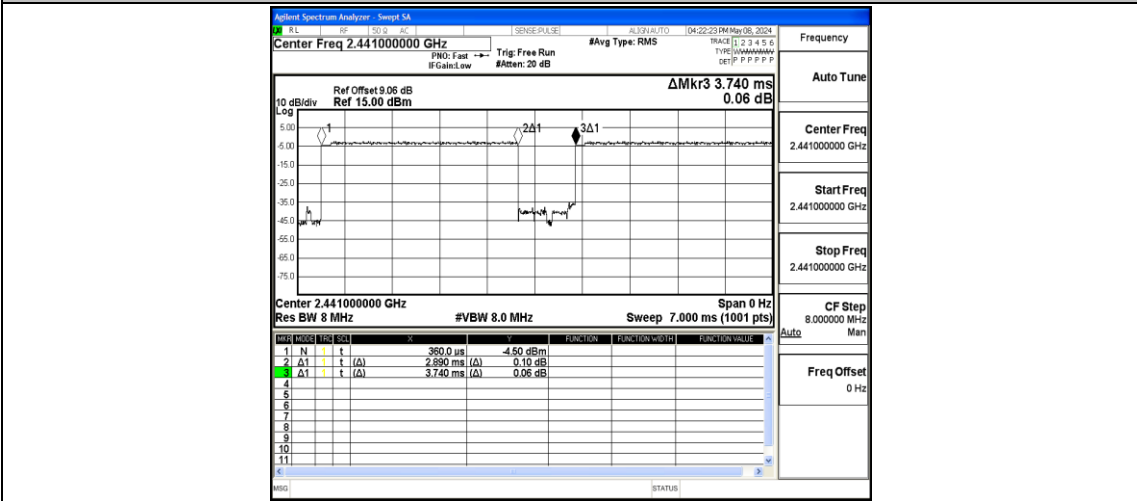 Agilent Spectrum Analyzer - Swept SA
RL RF 50 Ω AC SENSE:PULSE ALIGN AUTO 04:22:23 PM May 08, 2024
Center Freq 2.441000000 GHz #Avg Type: RMS TRACE 1 2 3 4 5 6
PNO: Fast Trig: Free Run TYPE
IFGain:Low #Atten: 20 dB DET P P P P P P
ΔMkr3 3.740 ms
0.06 dB
Ref Offset 9.06 dB
10 dB/div Ref 15.00 dBm
Log
1 2Δ1 3Δ1
5.00
-5.00
-15.0
-25.0
-35.0
-45.0
-55.0
-65.0
-75.0
Center 2.441000000 GHz Span 0 Hz
Res BW 8 MHz #VBW 8.0 MHz Sweep 7.000 ms (1001 pts)
MKR MODE TRC SCL X Y FUNCTION FUNCTION WIDTH FUNCTION VALUE
1 N 1 t 360.0 us -4.50 dBm
2 Δ1 1 t (Δ) 2.890 ms (Δ) 0.10 dB
3 Δ1 1 t (Δ) 3.740 ms (Δ) 0.06 dB
4
5
6
7
8
9
10
11
MSG STATUS
Frequency
Auto Tune
Center Freq
2.441000000 GHz
Start Freq
2.441000000 GHz
Stop Freq
2.441000000 GHz
CF Step
8.000000 MHz
Auto Man
Freq Offset
0 Hz